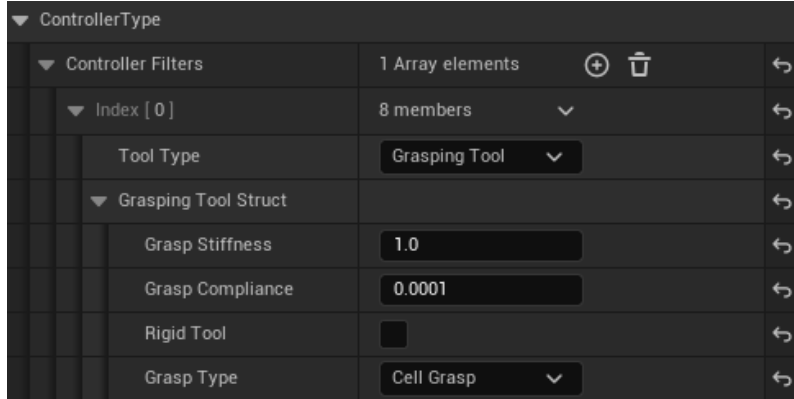 ControllerType
Controller Filters 1 Array elements
Index [ 0 ] 8 members
Tool Type Grasping Tool
Grasping Tool Struct
Grasp Stiffness 1.0
Grasp Compliance 0.0001
Rigid Tool
Grasp Type Cell Grasp